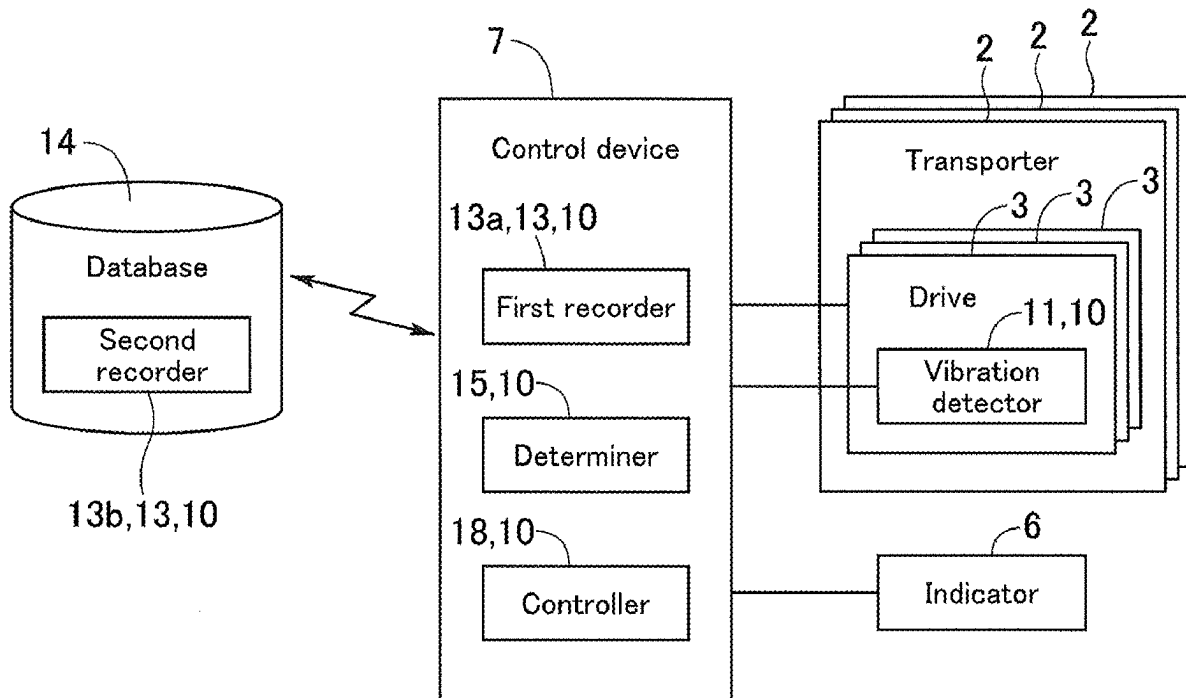 14
Database
Second
recorder
13b,13,10
7
Control device
13a,13,10
First recorder
15,10
Determiner
18,10
Controller
2
2
2
Transporter
3
3
3
Drive
11,10
Vibration
detector
6
Indicator